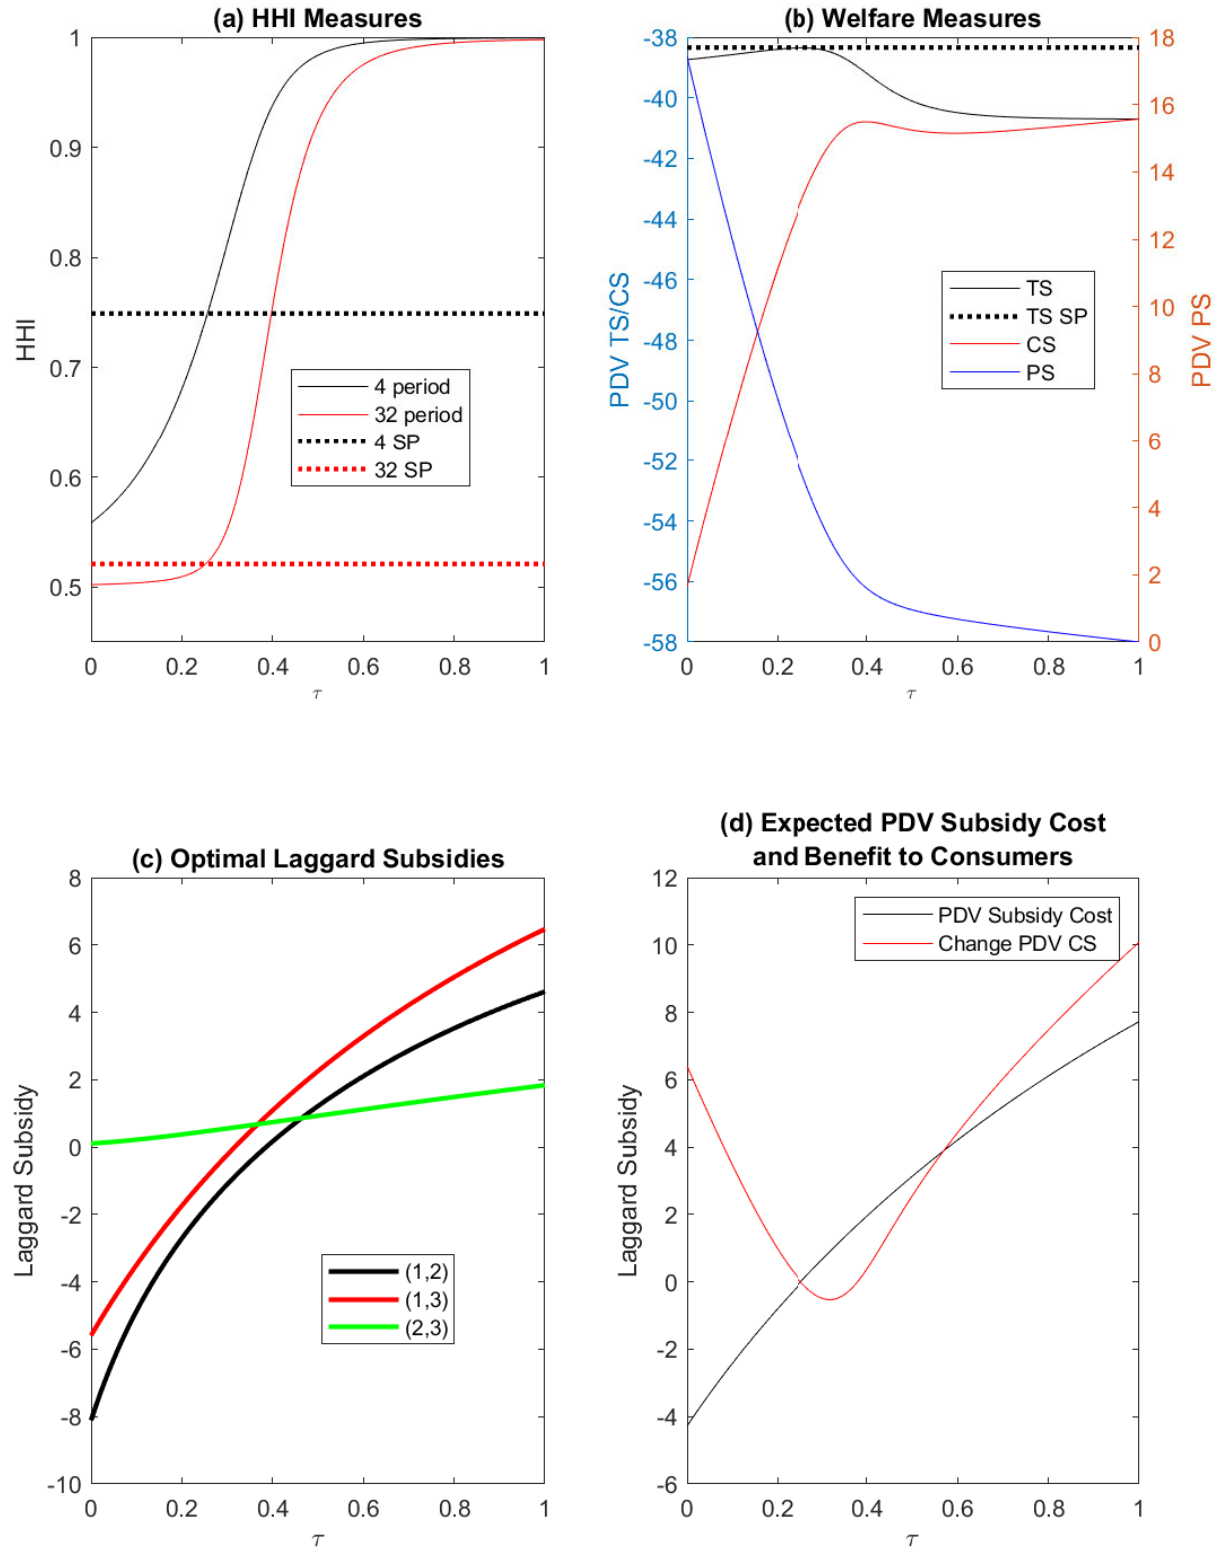 (a) HHI Measures
1
0.9
0.8
0.7
0.6
0.5
HHI
4 period
32 period
4 SP
32 SP
0 0.2 0.4 0.6 0.8 1
τ
(b) Welfare Measures
-38
-40
-42
-44
-46
-48
-50
-52
-54
-56
-58
PDV TS/CS
TS
TS SP
CS
PS
18
16
14
12
10
8
6
4
2
0
PDV PS
0 0.2 0.4 0.6 0.8 1
τ
(c) Optimal Laggard Subsidies
8
6
4
2
0
-2
-4
-6
-8
-10
Laggard Subsidy
(1,2)
(1,3)
(2,3)
0 0.2 0.4 0.6 0.8 1
τ
(d) Expected PDV Subsidy Cost
and Benefit to Consumers
12
10
8
6
4
2
0
-2
-4
-6
Laggard Subsidy
PDV Subsidy Cost
Change PDV CS
0 0.2 0.4 0.6 0.8 1
τ